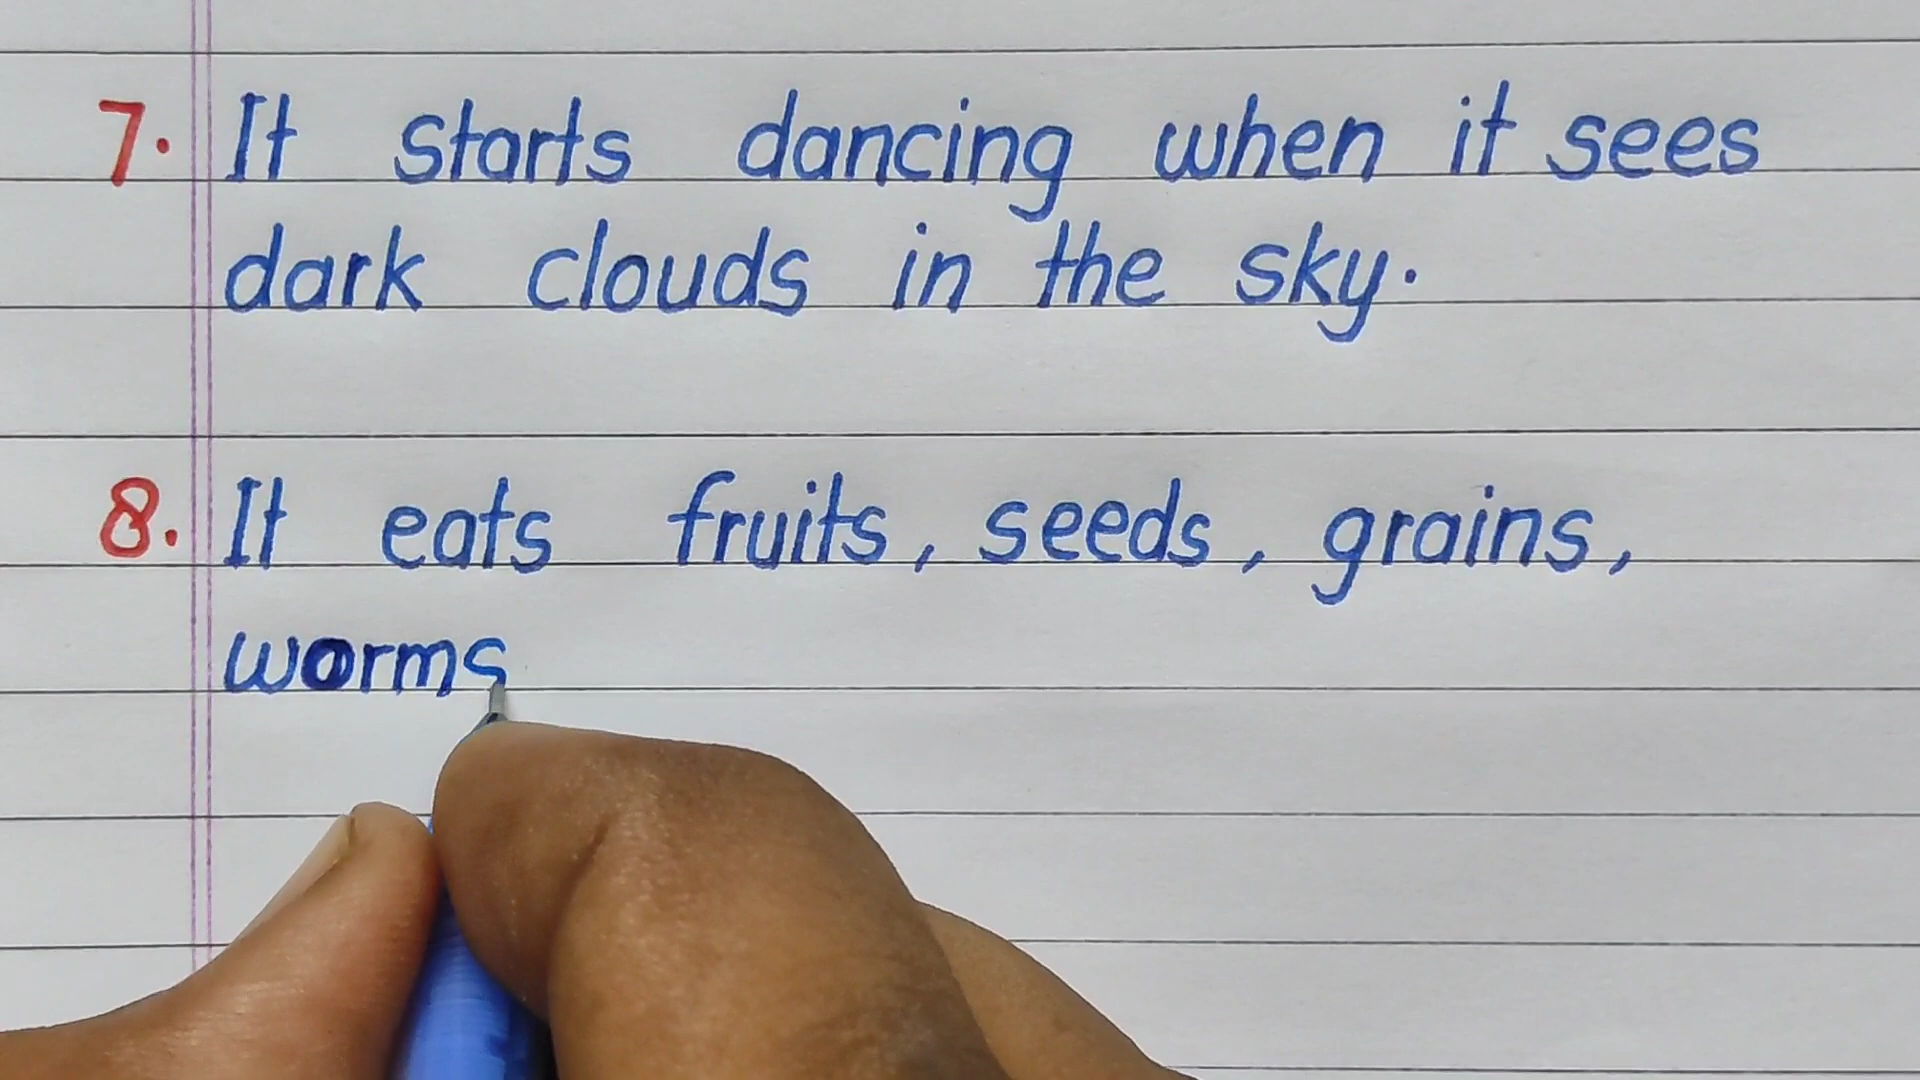 7. It starts dancing when it sees
dark clouds in the sky.
8. It eats fruits, seeds, grains,
worms